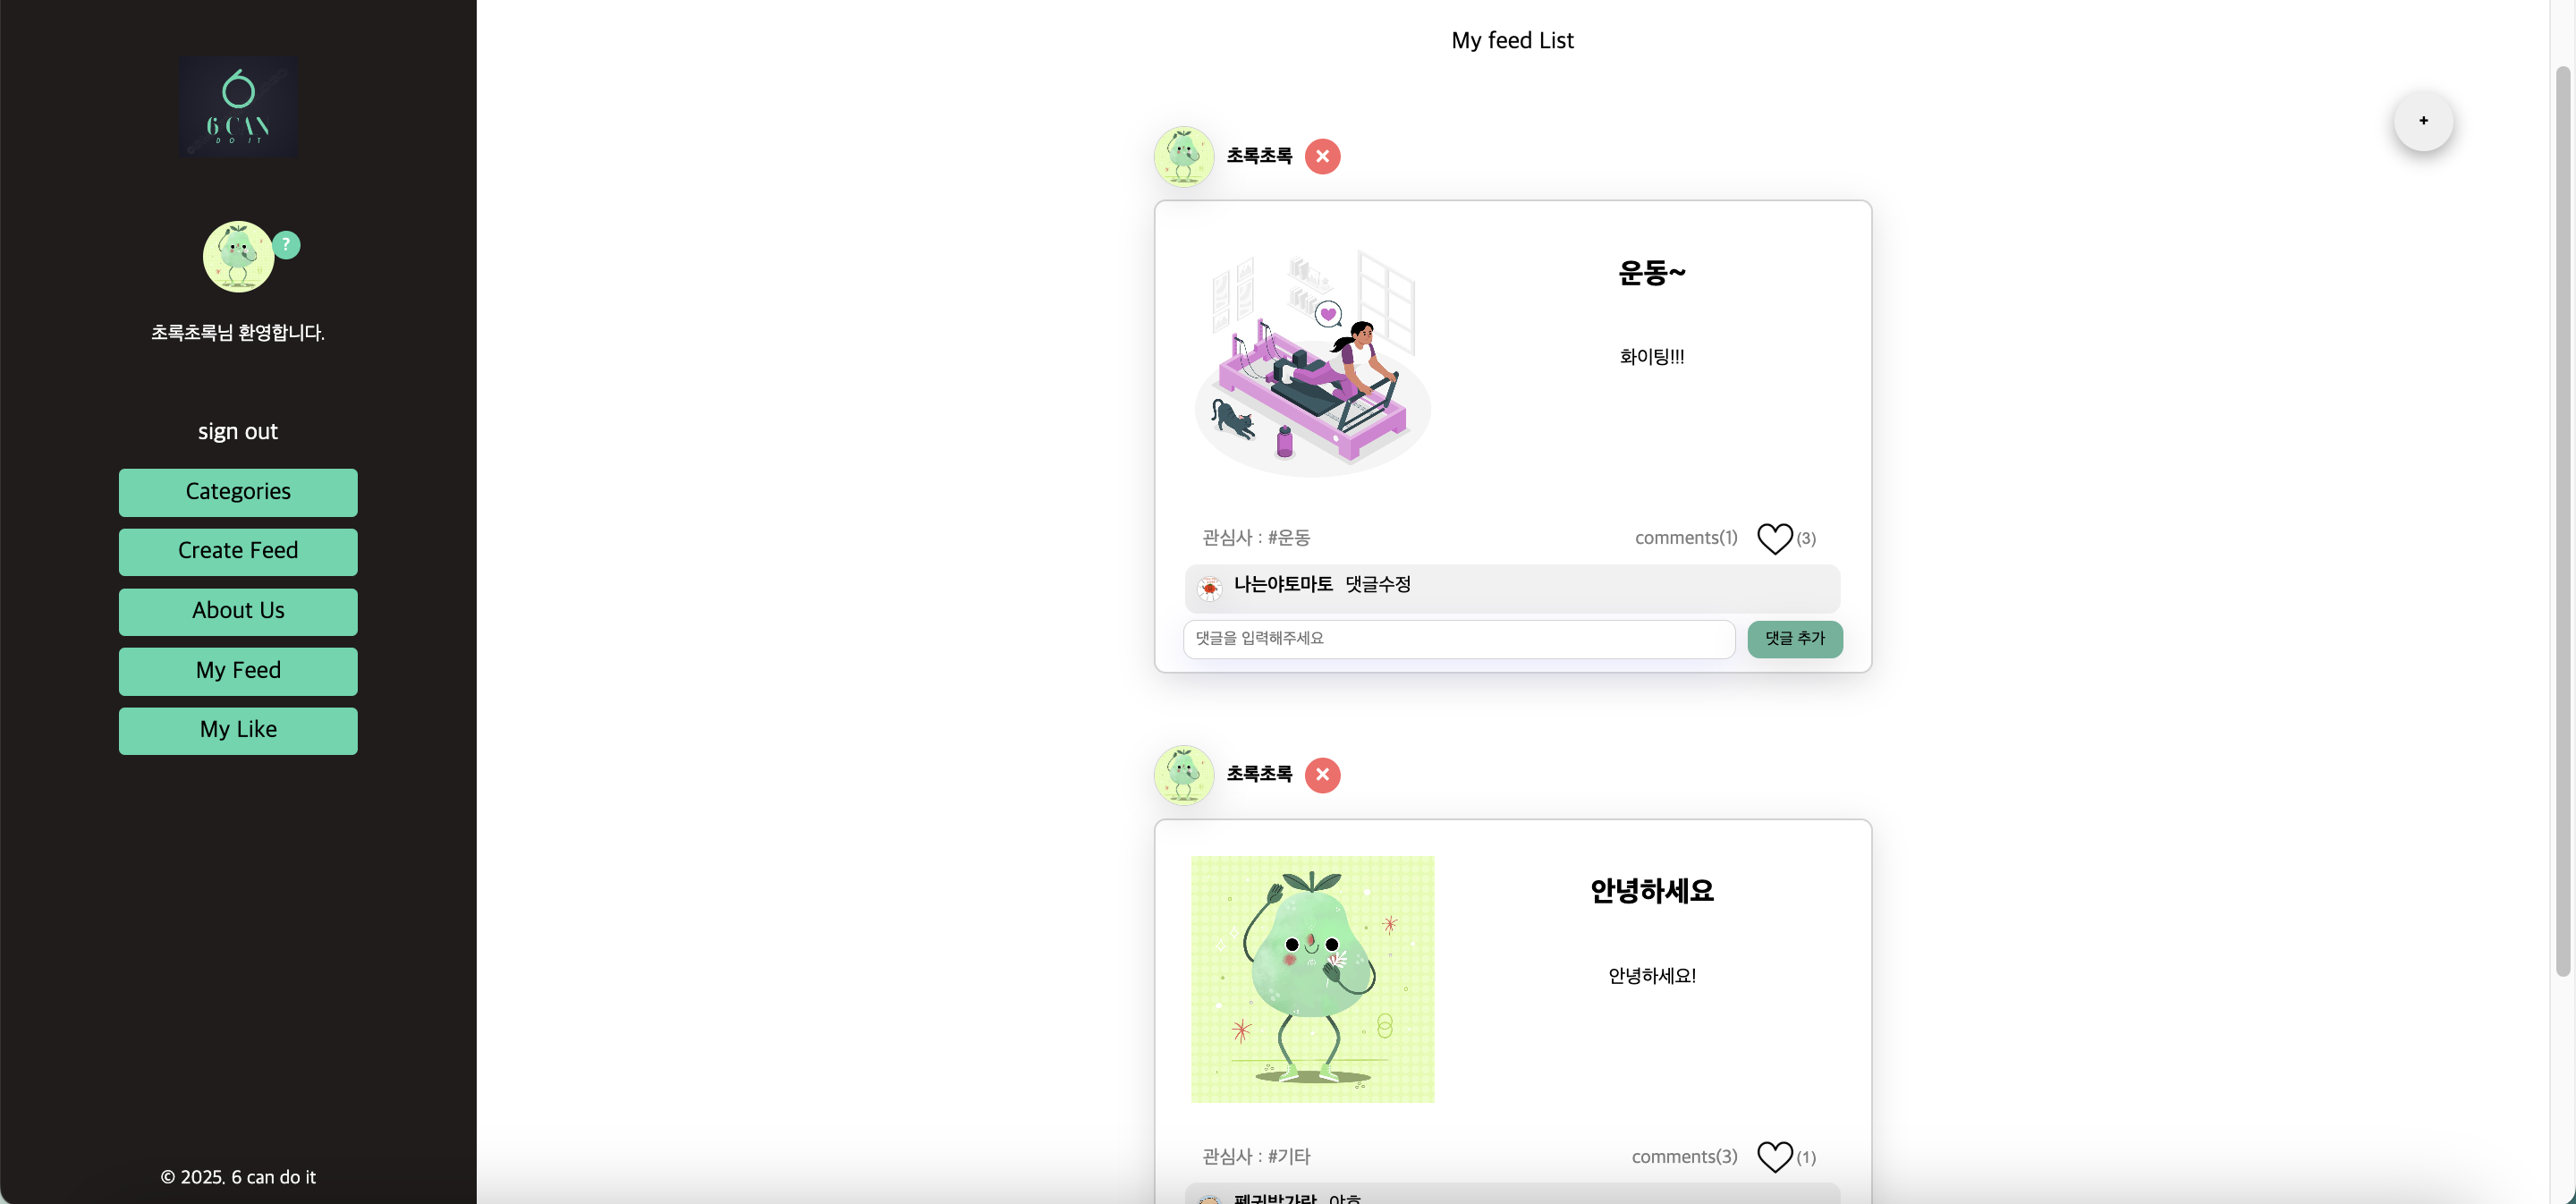 6 CAN
DO IT
?
초록초록님 환영합니다.
sign out
Categories
Create Feed
About Us
My Feed
My Like
© 2025. 6 can do it
My feed List
+
초록초록
운동~
화이팅!!!
관심사 : #운동
comments(1) (3)
나는야토마토 댓글수정
댓글을 입력해주세요
댓글 추가
초록초록
안녕하세요
안녕하세요!
관심사 : #기타
comments(3) (1)